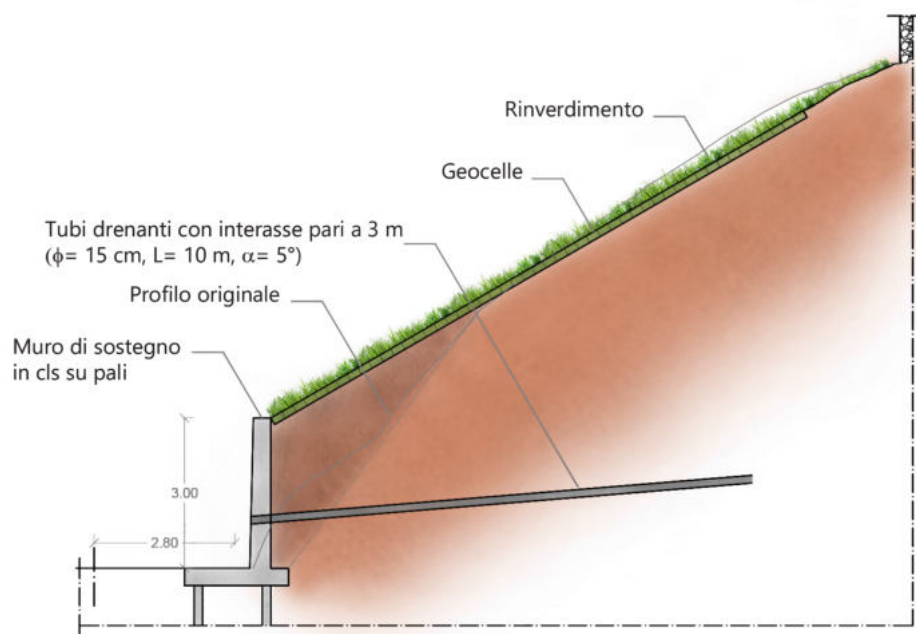 Rinverdimento
Geocelle
Tubi drenanti con interasse pari a 3 m
(ϕ= 15 cm, L= 10 m, α= 5°)
Profilo originale
Muro di sostegno
in cls su pali
3.00
2.80